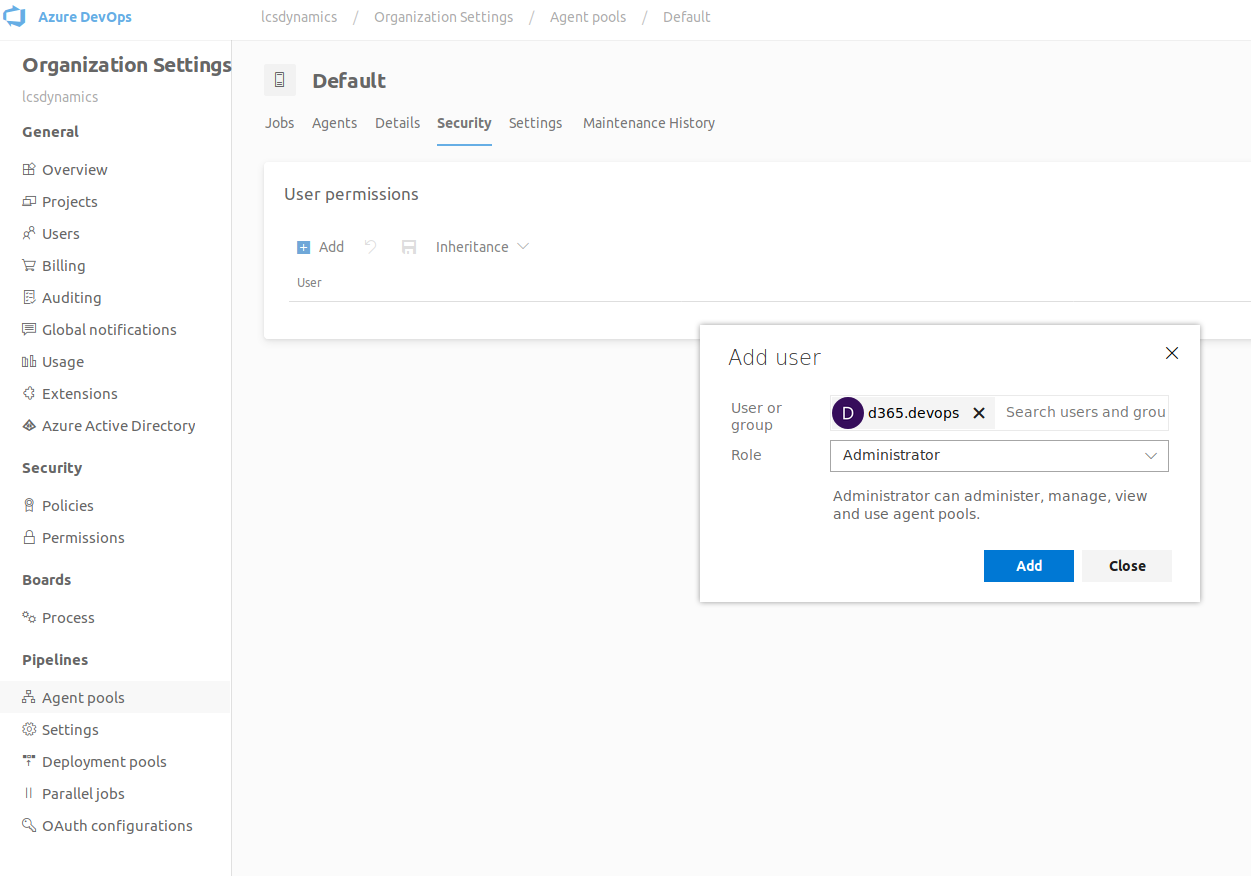 Azure DevOps
lcsdynamics / Organization Settings / Agent pools / Default
Organization Settings
lcsdynamics
General
Overview
Projects
Users
Billing
Auditing
Global notifications
Usage
Extensions
Azure Active Directory
Security
Policies
Permissions
Boards
Process
Pipelines
Agent pools
Settings
Deployment pools
Parallel jobs
OAuth configurations
Default
Jobs Agents Details Security Settings Maintenance History
User permissions
Add Inheritance
User
Add user
User or
group
D d365.devops Search users and grou
Role Administrator
Administrator can administer, manage, view
and use agent pools.
Add Close